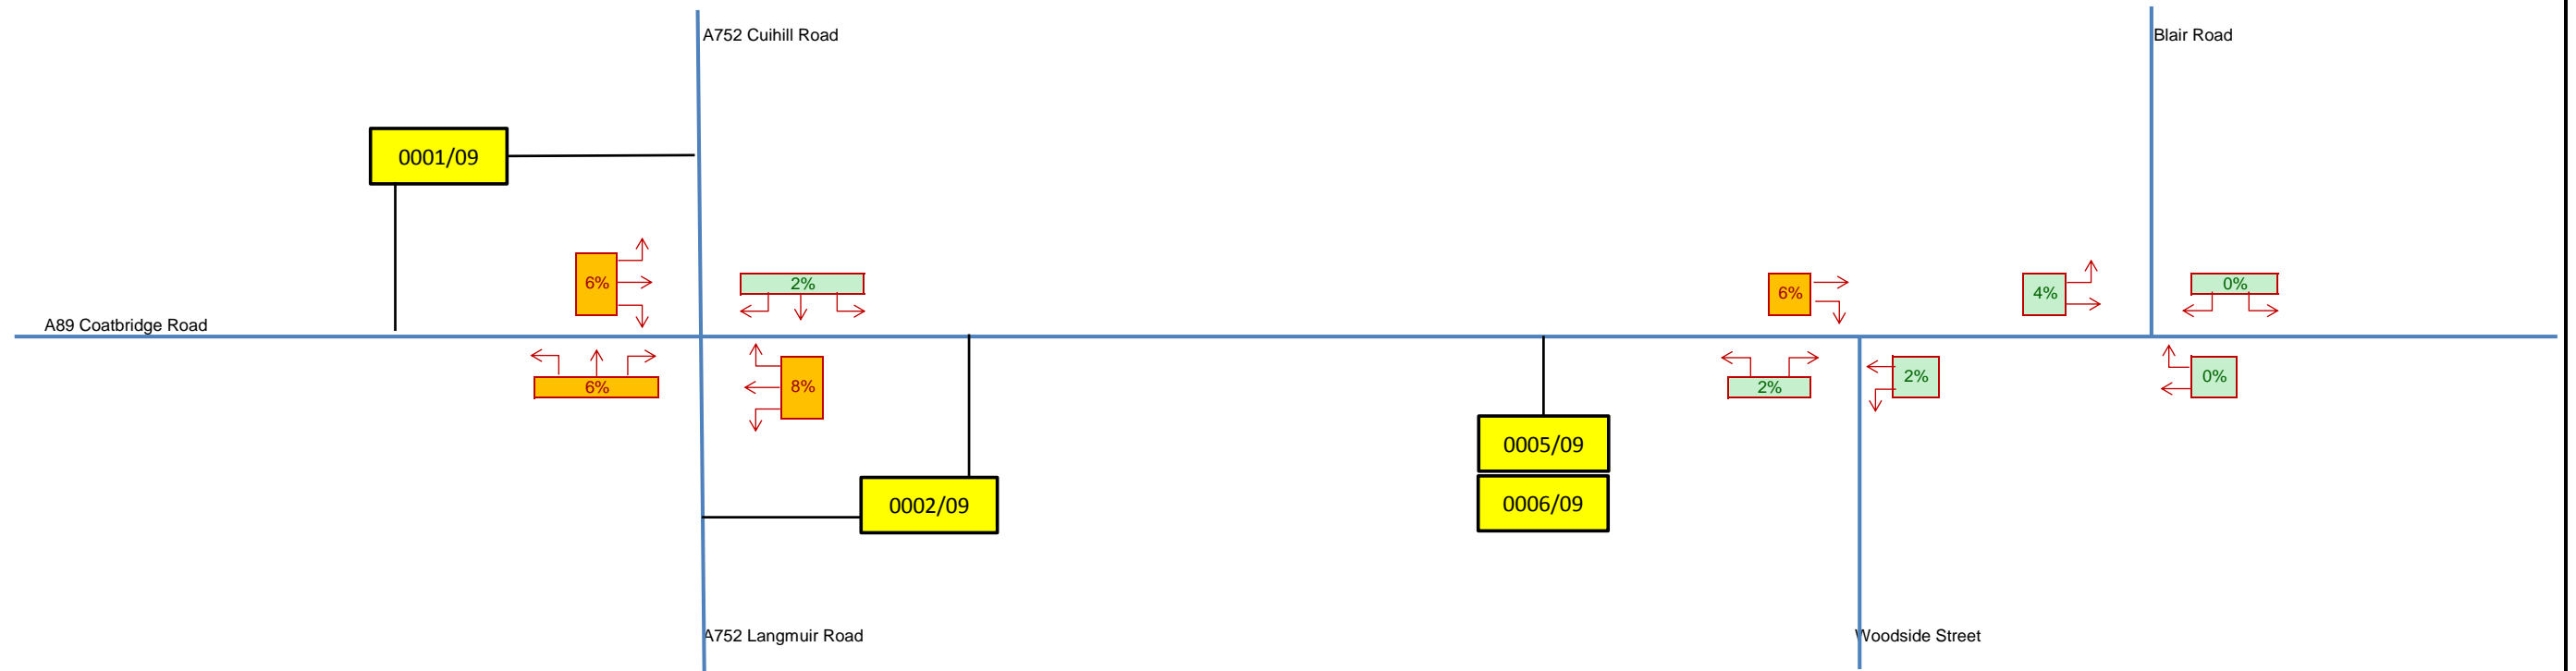 A752 Cuihill Road
Blair Road
0001/09
6%
2%
6%
4%
0%
A89 Coatbridge Road
6%
8%
2%
2%
0%
0005/09
0002/09
0006/09
A752 Langmuir Road
Woodside Street